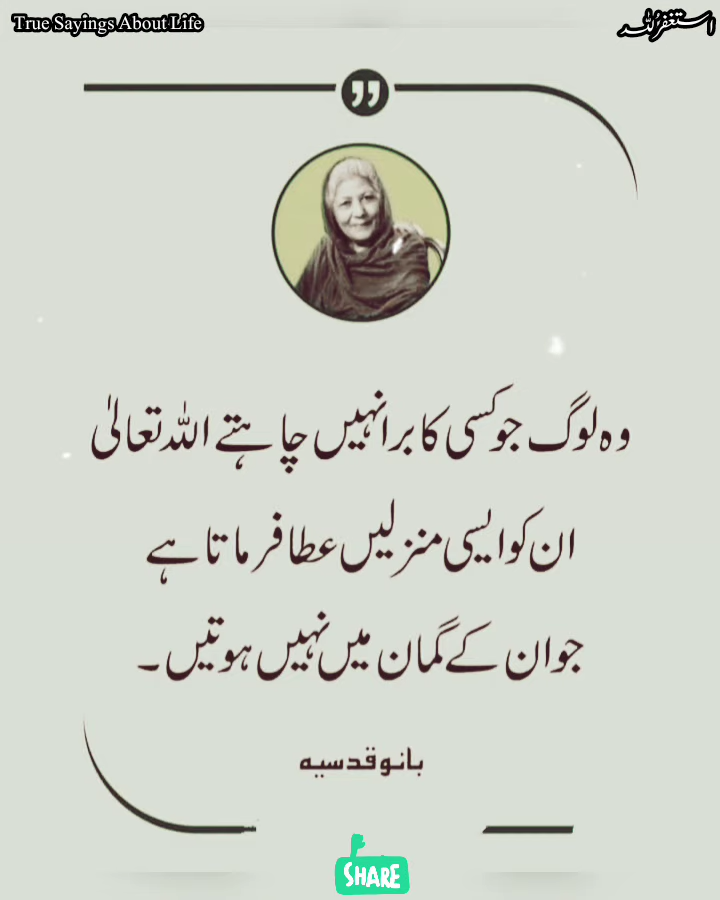 True Sayings About Life
استغفراللہ
وہ لوگ جو کسی کا برا نہیں چاہتے اللہ تعالیٰ
ان کو ایسی منزلیں عطا فرماتا ہے
جو ان کے گمان میں نہیں ہوتیں۔
بانو قدسیہ
SHARE